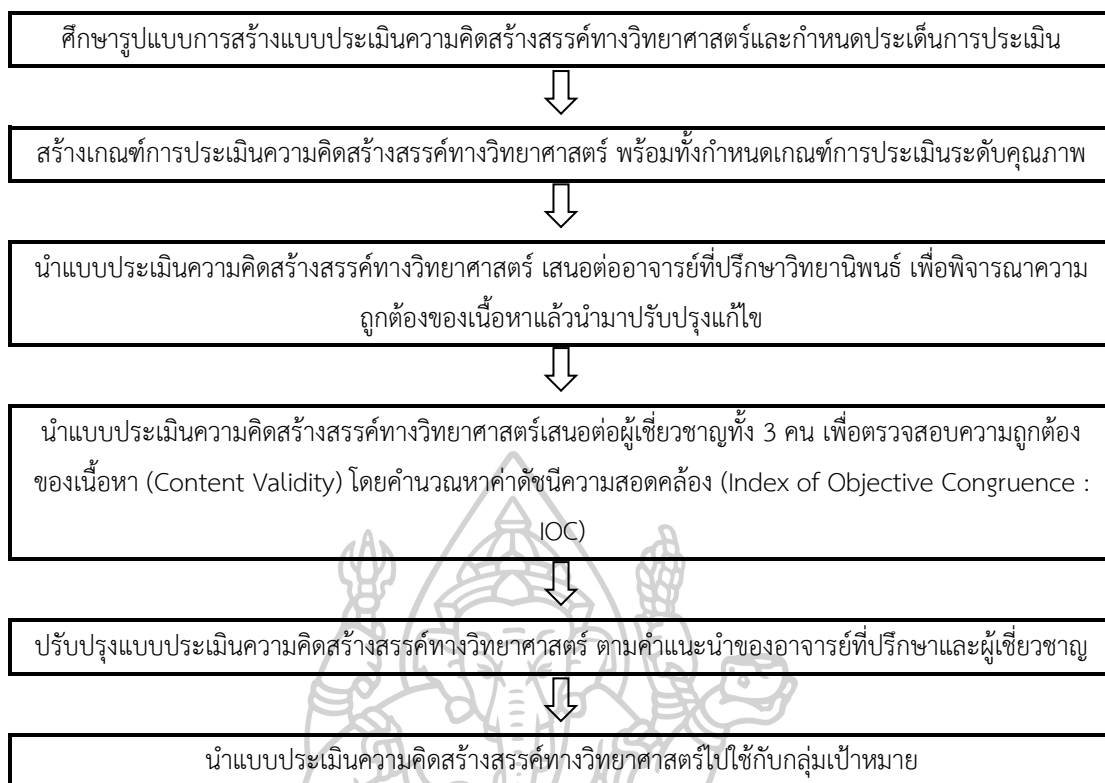 ศึกษารูปแบบการสร้างแบบประเมินความคิดสร้างสรรค์ทางวิทยาศาสตร์และกำหนดประเด็นการประเมิน
สร้างเกณฑ์การประเมินความคิดสร้างสรรค์ทางวิทยาศาสตร์ พร้อมทั้งกำหนดเกณฑ์การประเมินระดับคุณภาพ
นำแบบประเมินความคิดสร้างสรรค์ทางวิทยาศาสตร์ เสนอต่ออาจารย์ที่ปรึกษาวิทยานิพนธ์ เพื่อพิจารณาความ
ถูกต้องของเนื้อหาแล้วนำมาปรับปรุงแก้ไข
นำแบบประเมินความคิดสร้างสรรค์ทางวิทยาศาสตร์เสนอต่อผู้เชี่ยวชาญทั้ง 3 คน เพื่อตรวจสอบความถูกต้อง
ของเนื้อหา (Content Validity) โดยคำนวณหาค่าดัชนีความสอดคล้อง (Index of Objective Congruence :
IOC)
ปรับปรุงแบบประเมินความคิดสร้างสรรค์ทางวิทยาศาสตร์ ตามคำแนะนำของอาจารย์ที่ปรึกษาและผู้เชี่ยวชาญ
นำแบบประเมินความคิดสร้างสรรค์ทางวิทยาศาสตร์ไปใช้กับกลุ่มเป้าหมาย